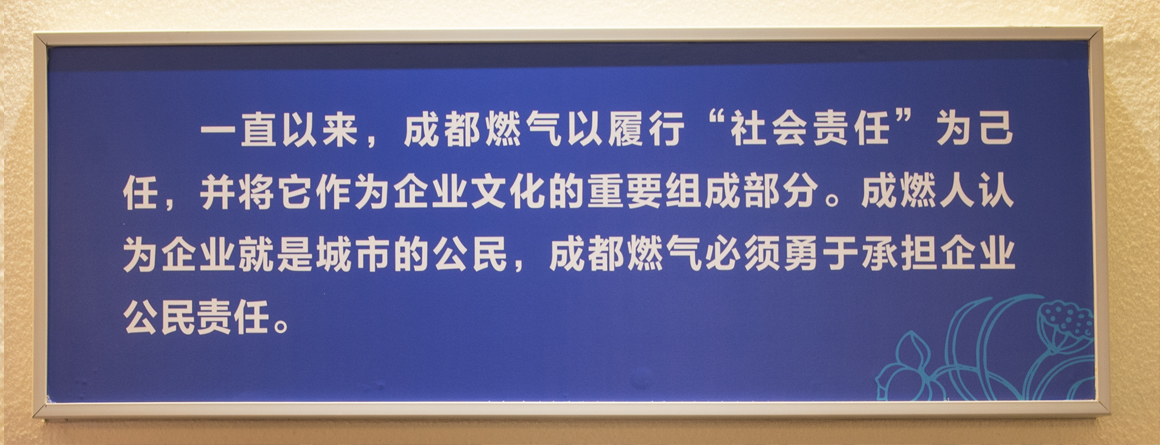 一直以来，成都燃气以履行“社会责任”为己
任，并将它作为企业文化的重要组成部分。成燃人认
为企业就是城市的公民，成都燃气必须勇于承担企业
公民责任。